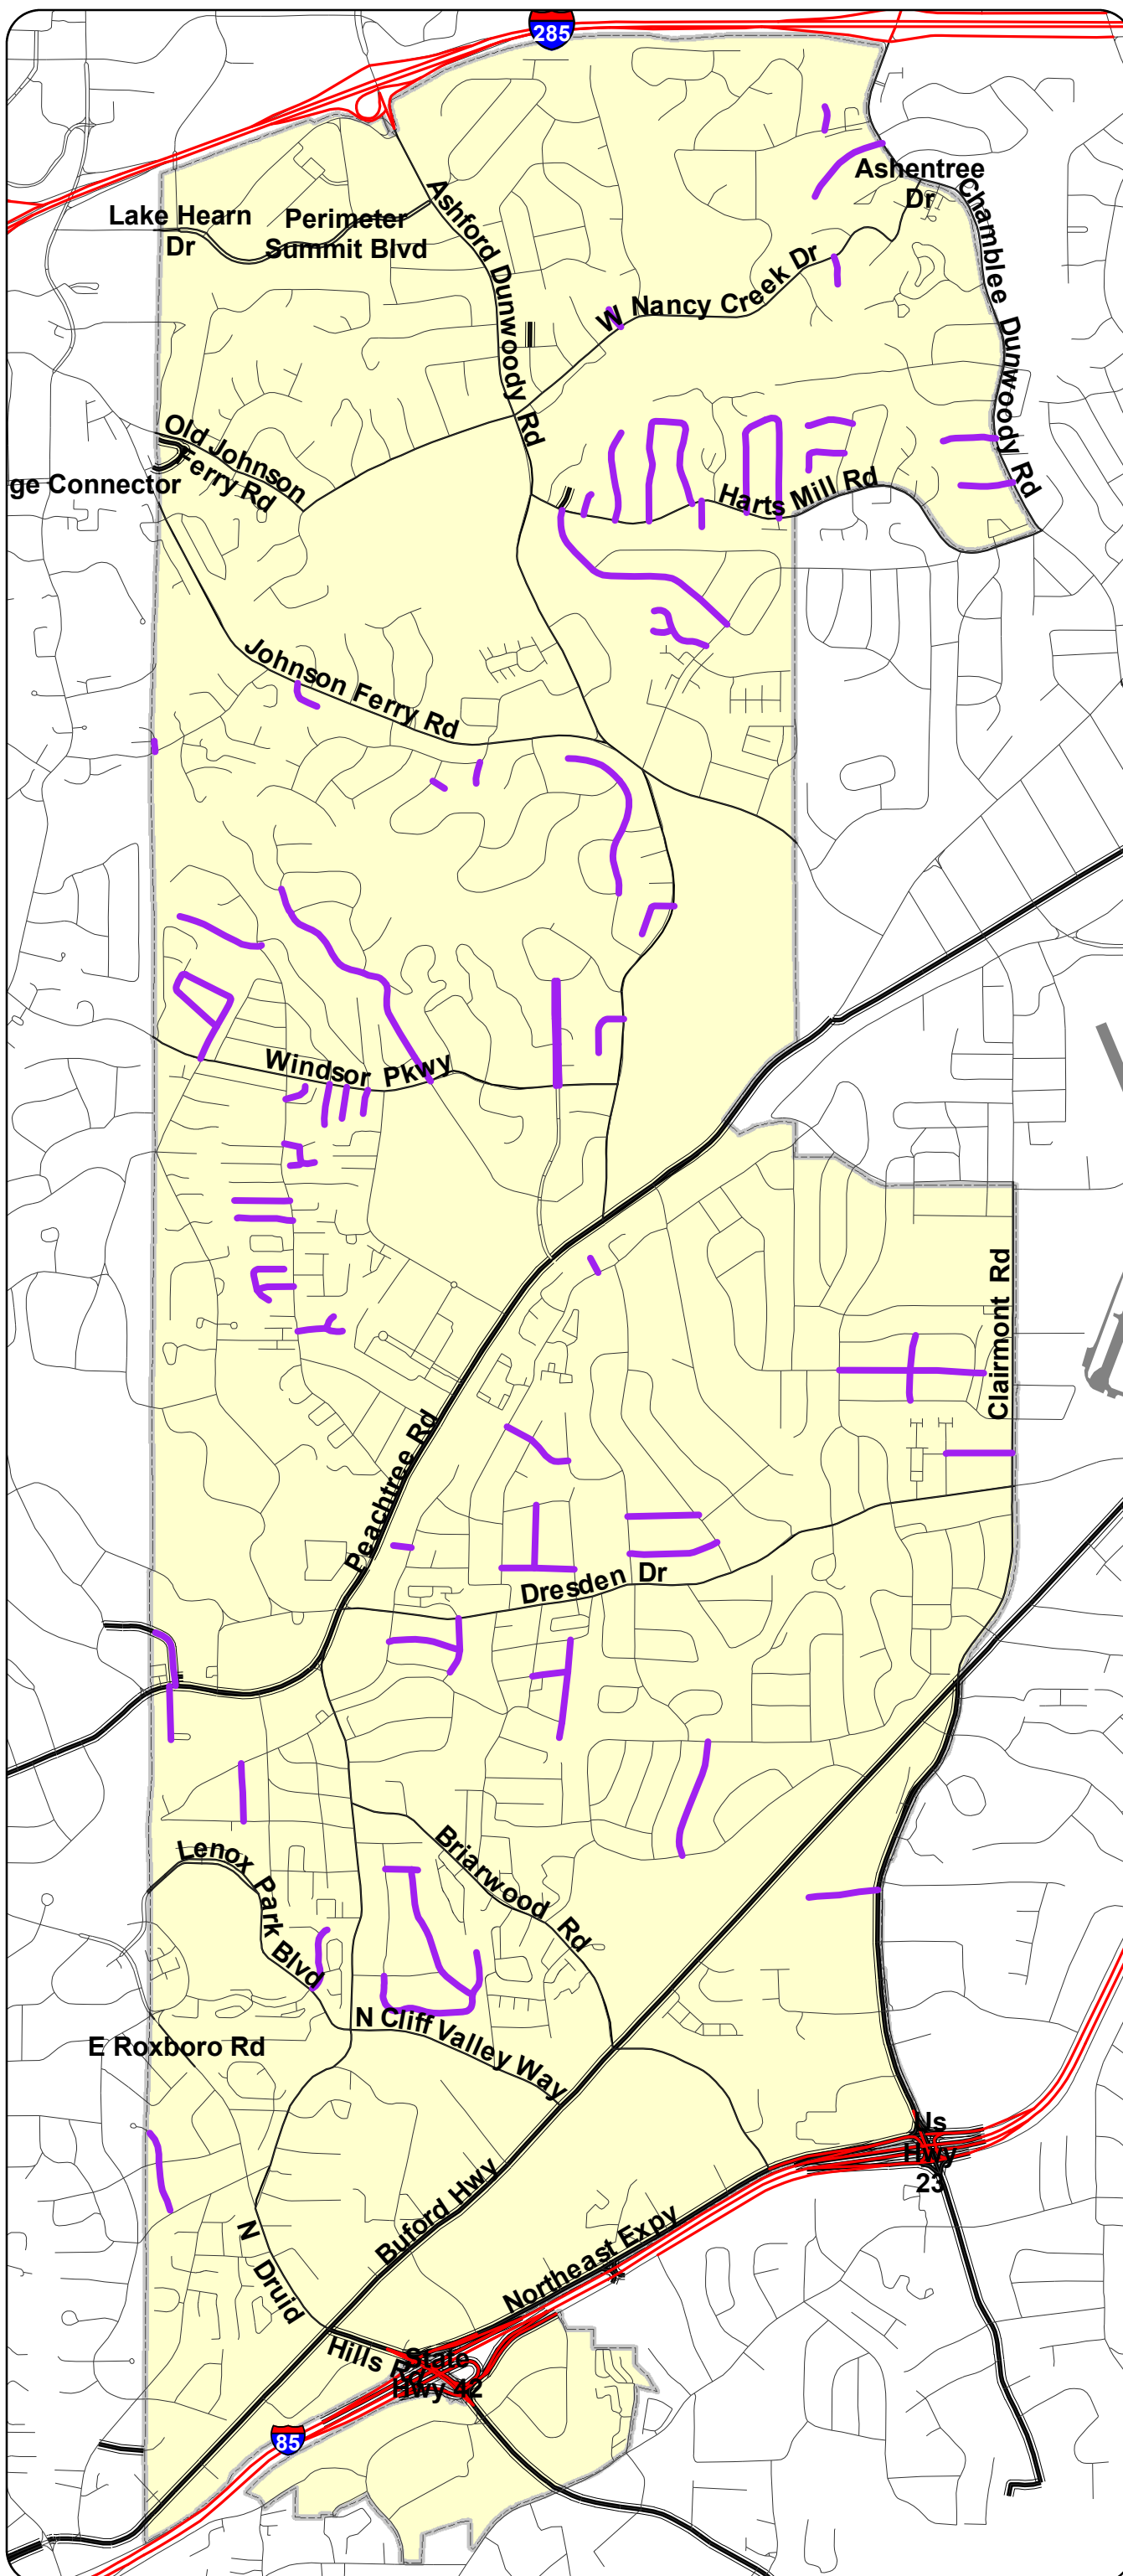 285
Ashentree
Dr
Chamblee Dunwoody Rd
Lake Hearn
Dr
Perimeter
Summit Blvd
Ashford Dunwoody Rd
W Nancy Creek Dr
Old Johnson
Ferry Rd
ge Connector
Harts Mill Rd
Johnson Ferry Rd
Windsor Pkwy
Clairmont Rd
Peachtree Rd
Dresden Dr
Lenox Park Blvd
Briarwood Rd
N Cliff Valley Way
E Roxboro Rd
Us
Hwy
23
Buford Hwy
Northeast Expy
N Druid
Hills Rd
State
Hwy 42
85